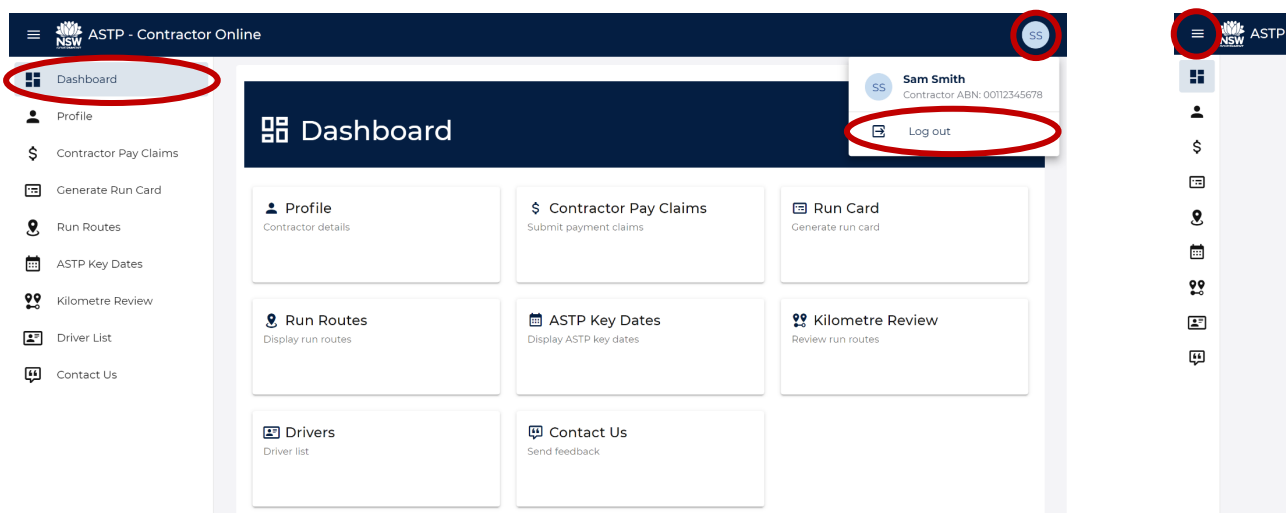 NSW
ASTP - Contractor Online
SS
Dashboard
Profile
Contractor Pay Claims
Generate Run Card
Run Routes
ASTP Key Dates
Kilometre Review
Driver List
Contact Us
Dashboard
SS
Sam Smith
Contractor ABN: 00112345678
Log out
Profile
Contractor details
$ Contractor Pay Claims
Submit payment claims
Run Card
Generate run card
Run Routes
Display run routes
ASTP Key Dates
Display ASTP key dates
Kilometre Review
Review run routes
Drivers
Driver list
Contact Us
Send feedback
NSW
ASTP